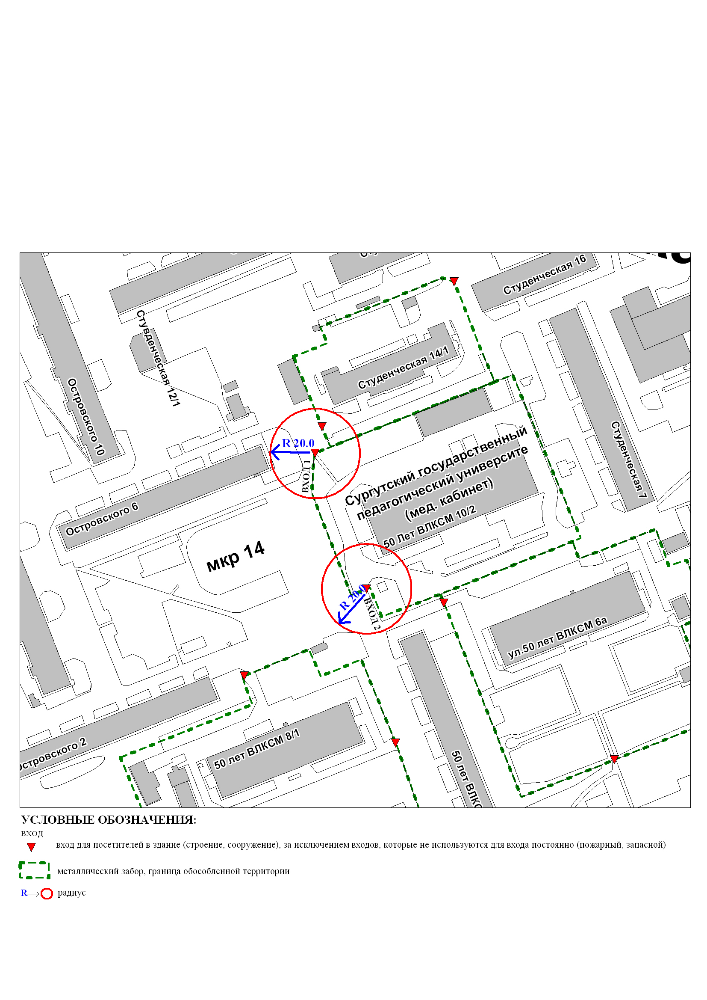 Студенческая 16
Стувденческая 12/1
Студенческая 14/1
Островского 10
Студенческая 7
R 20.0
ВХОД 1
Сургутский государственный
педагогический университе
(мед. кабинет)
50 Лет ВЛКСМ 10/2
Островского 6
мкр 14
R 20.0
ВХОД 2
ул.50 лет ВЛКСМ 6а
50 лет ВЛКСМ 8/1
Островского 2
50 лет ВЛКС
УСЛОВНЫЕ ОБОЗНАЧЕНИЯ:
ВХОД
вход для посетителей в здание (строение, сооружение), за исключением входов, которые не используются для входа постоянно (пожарный, запасной)
металлический забор, граница обособленной территории
R радиус